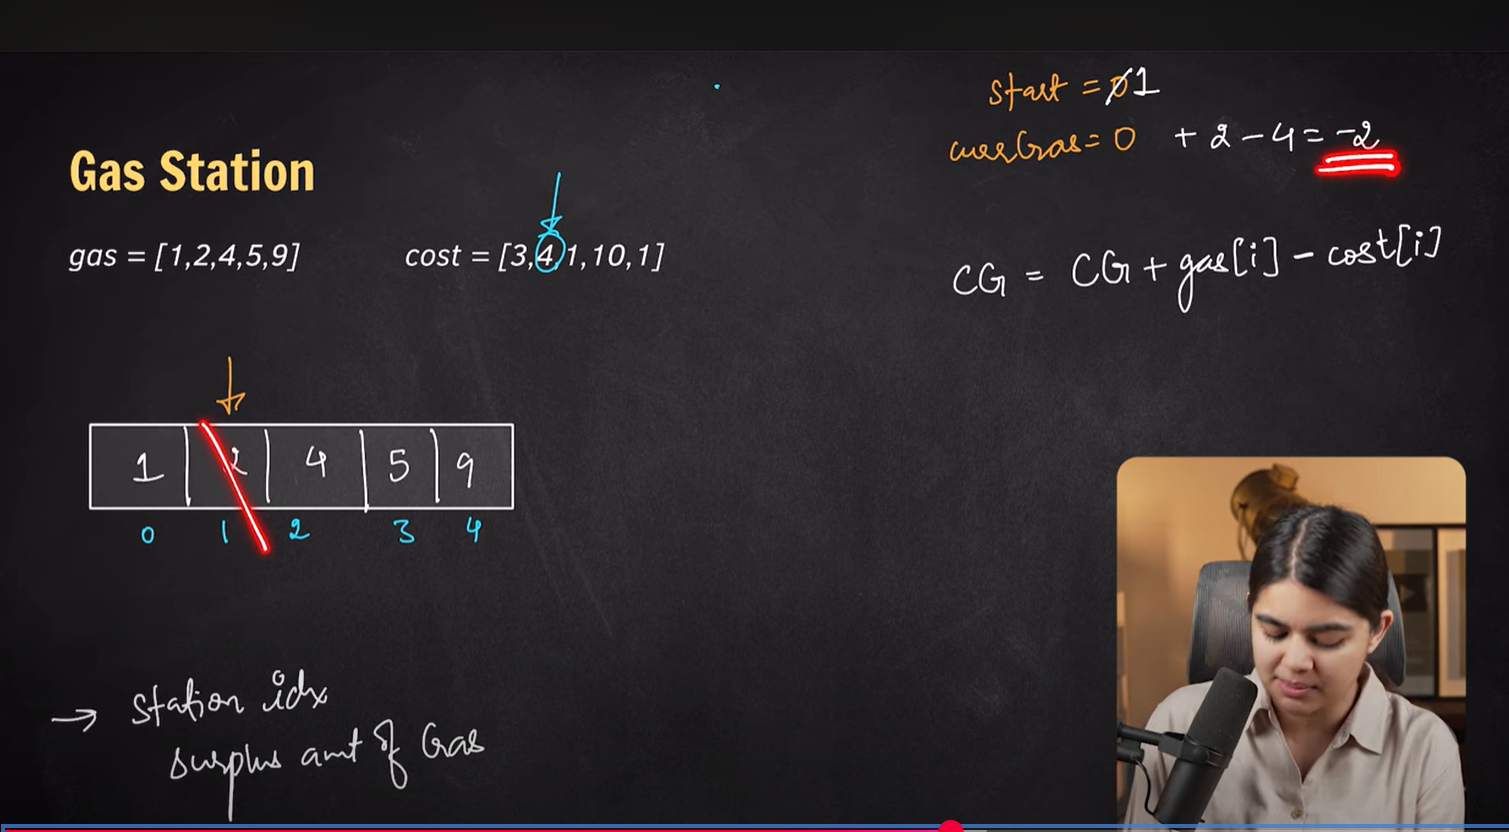 start = 0 1
currGas = 0 + 2 - 4 = -2
Gas Station
gas = [1,2,4,5,9] cost = [3,4,1,10,1]
CG = CG + gas[i] - cost[i]
1 2 4 5 9
0 1 2 3 4
→ Station idx
surplus amt of Gas